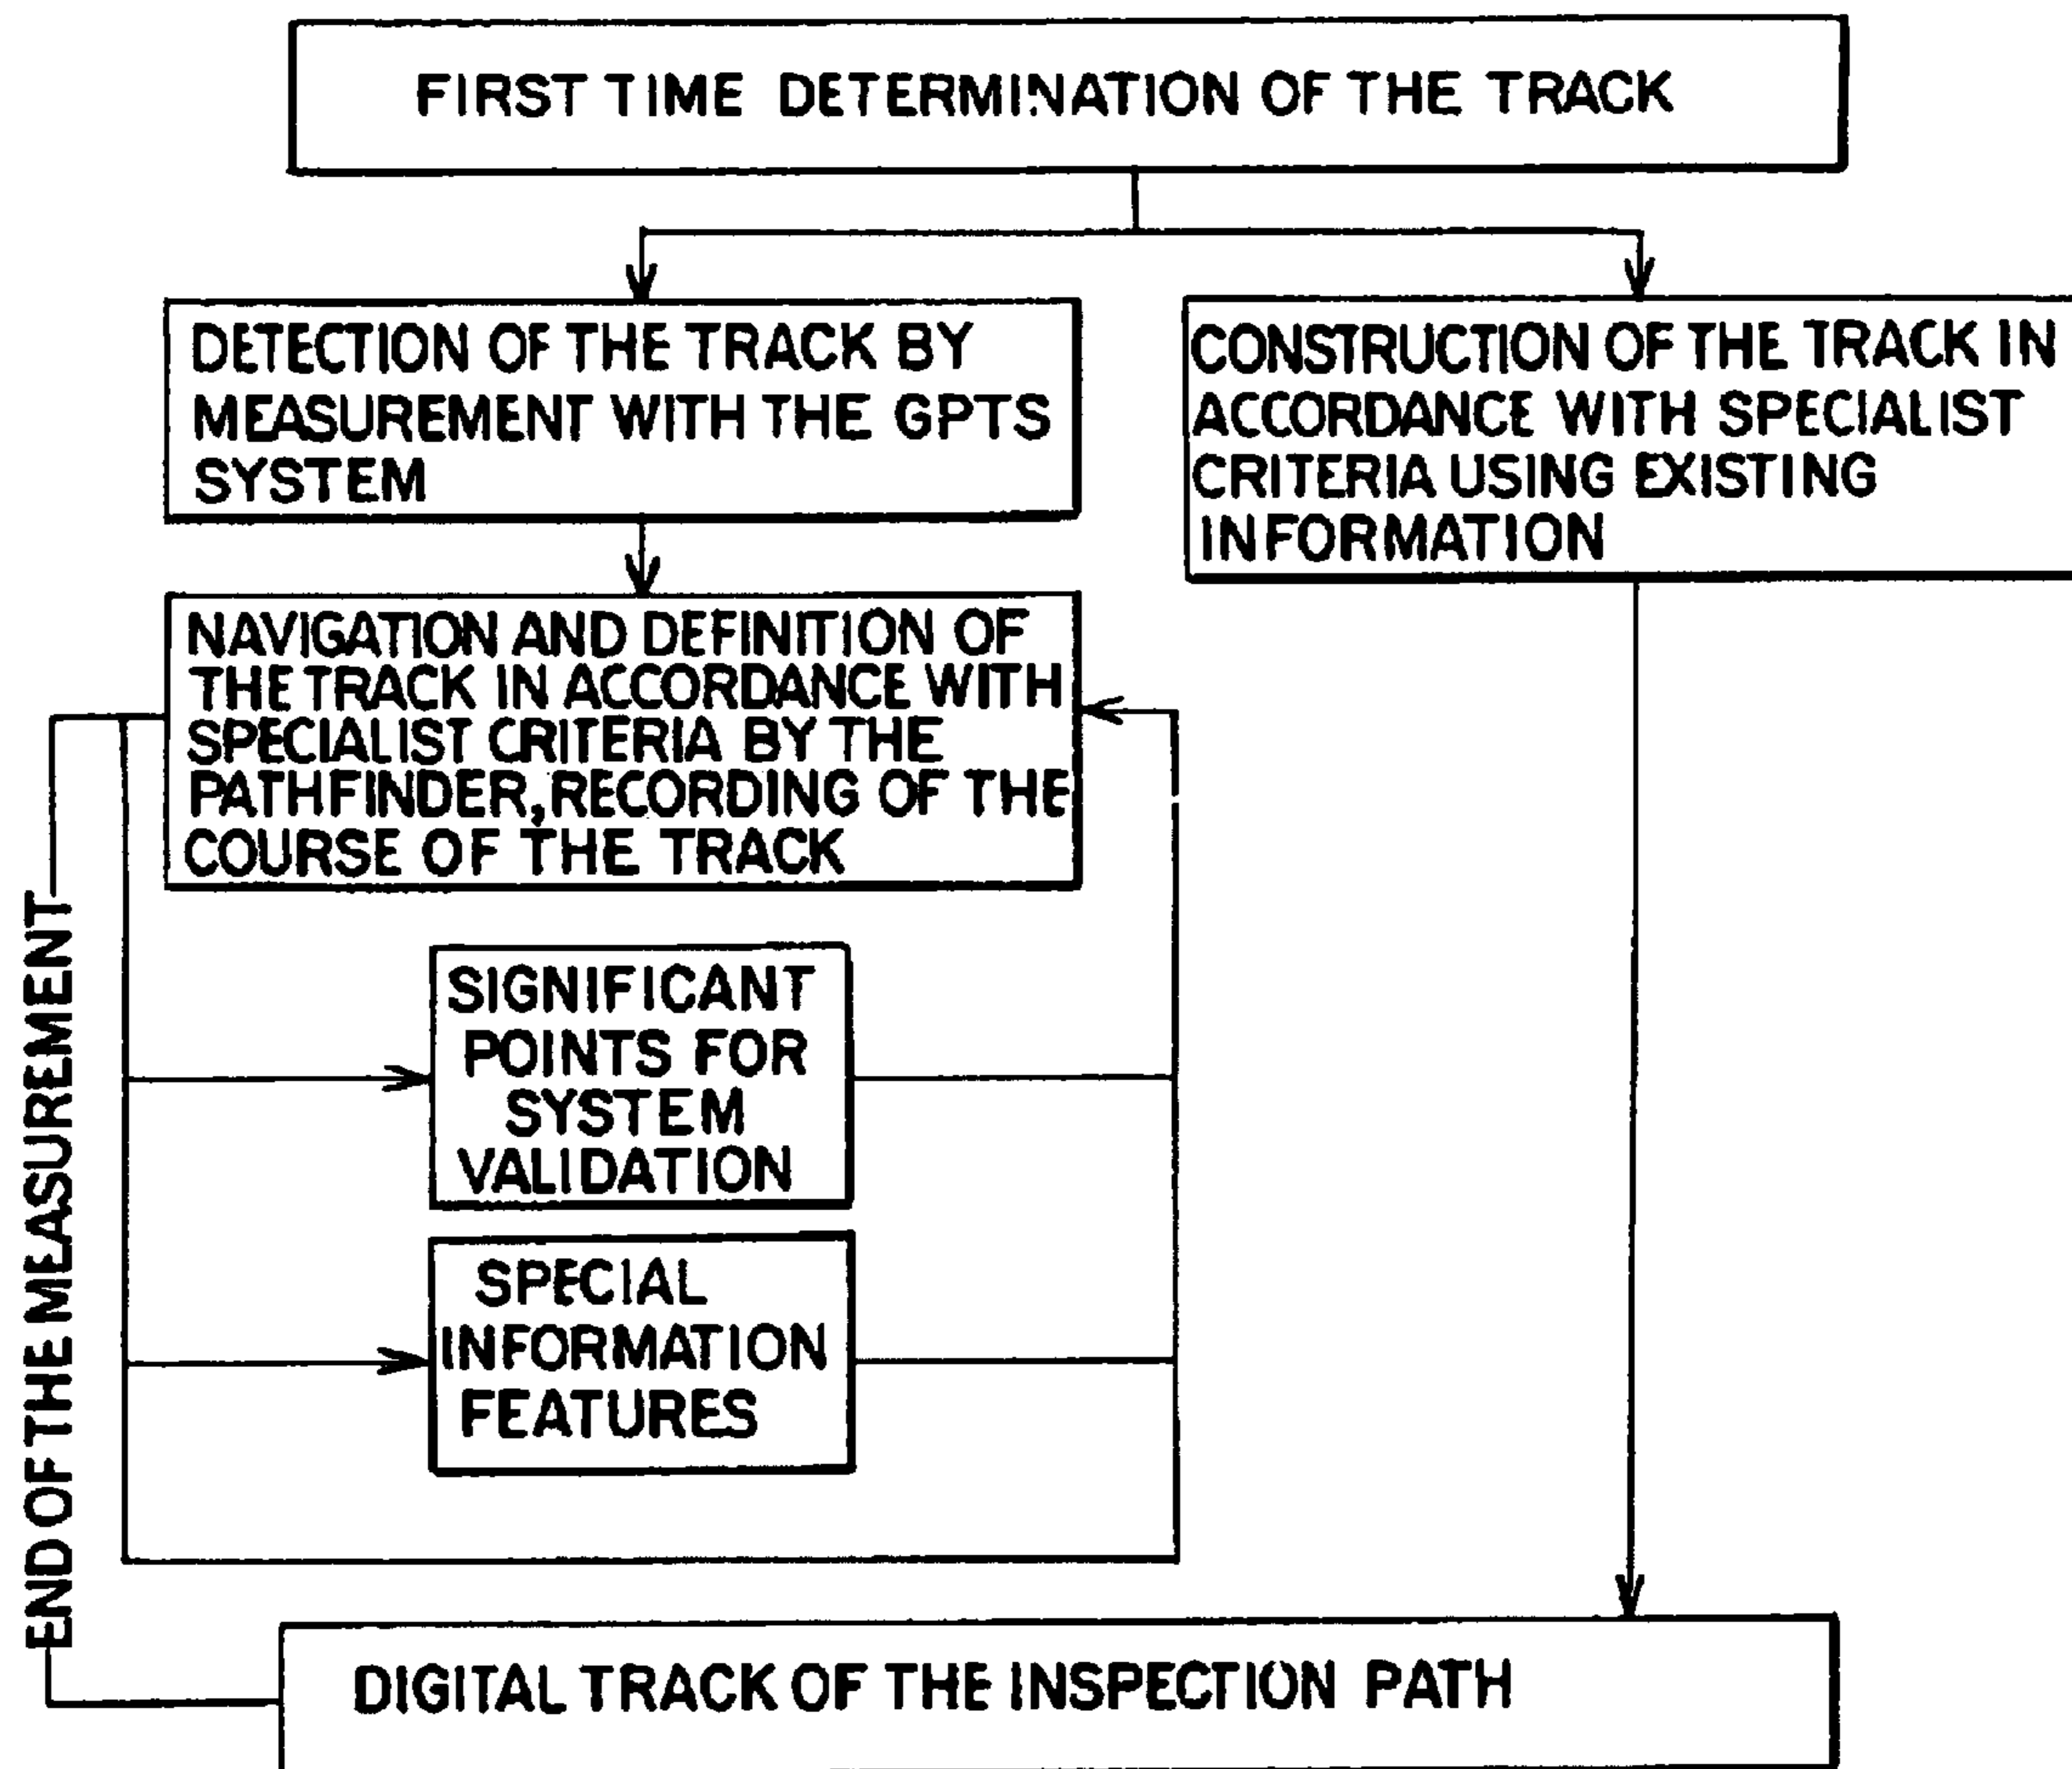 FIRST TIME DETERMINATION OF THE TRACK
DETECTION OF THE TRACK BY
MEASUREMENT WITH THE GPTS
SYSTEM
CONSTRUCTION OF THE TRACK IN
ACCORDANCE WITH SPECIALIST
CRITERIA USING EXISTING
INFORMATION
NAVIGATION AND DEFINITION OF
THE TRACK IN ACCORDANCE WITH
SPECIALIST CRITERIA BY THE
PATHFINDER, RECORDING OF THE
COURSE OF THE TRACK
SIGNIFICANT
POINTS FOR
SYSTEM
VALIDATION
SPECIAL
INFORMATION
FEATURES
END OF THE MEASUREMENT
DIGITAL TRACK OF THE INSPECTION PATH